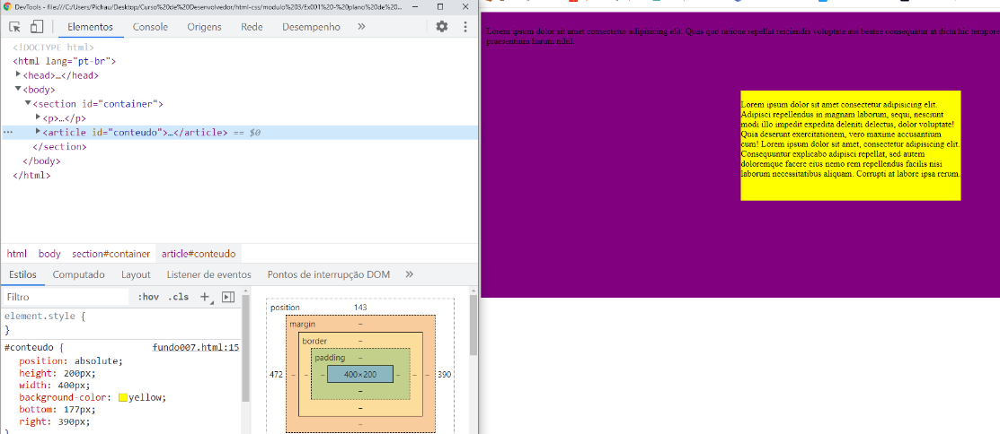 DevTools - file:///C:/Users/Pichau/Desktop/Curso%20de%20Desenvolvedor/html-css/modulo%203/Ex001%20-%20plano%20de%20...
Elementos Console Origens Rede Desempenho »
<!DOCTYPE html>
<html lang="pt-br">
<head>…</head>
<body>
<section id="container">
<p>…</p>
<article id="conteudo">…</article> == $0
</section>
</body>
</html>
html body section#container article#conteudo
Estilos Computado Layout Listener de eventos Pontos de interrupção DOM »
Filtro :hov .cls +
element.style {
}
#conteudo { fundo007.html:15
position: absolute;
height: 200px;
width: 400px;
background-color: yellow;
bottom: 177px;
right: 390px;
}
position 143
margin –
border –
padding –
472 – – – 400×200 – – – 390
–
–
–
Lorem ipsum dolor sit amet consectetur adipisicing elit. Quas quo ratione repellat reiciendis voluptate aut beatae consequatur at dicta hic tempore
praesentium harum nihil.
Lorem ipsum dolor sit amet consectetur adipisicing elit.
Adipisci repellendus in magnam laborum, sequi, nesciunt
modi illo impedit expedita deleniti delectus, dolor voluptate!
Quia deserunt exercitationem, vero maxime accusantium
cum! Lorem ipsum dolor sit amet, consectetur adipisicing elit.
Consequuntur explicabo adipisci repellat, sed autem
doloremque facere eius nemo rem repellendus facilis nisi
laborum necessitatibus aliquam. Corrupti at labore ipsa rerum.